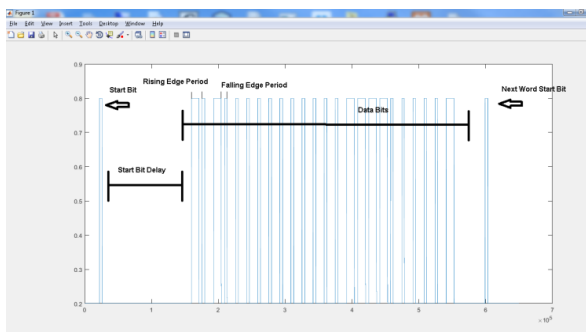 Figure 1
File Edit View Insert Tools Desktop Window Help
Rising Edge Period
Falling Edge Period
Start Bit
Next Word Start Bit
Data Bits
Start Bit Delay
0.9
0.8
0.7
0.6
0.5
0.4
0.3
0.2
0 1 2 3 4 5 6 7
×10⁵